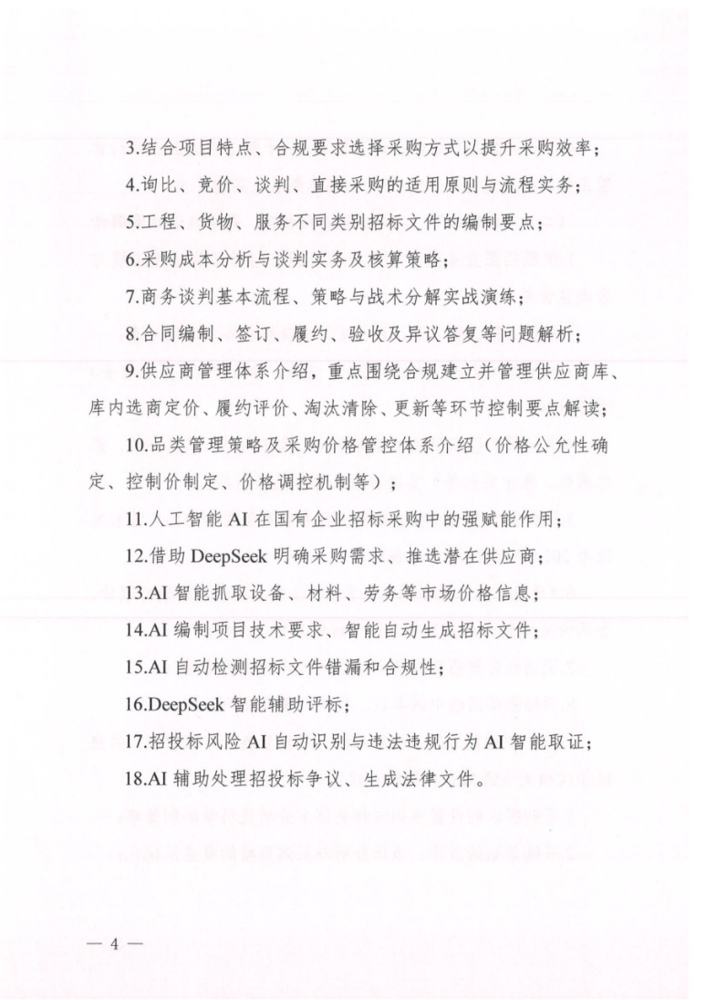 3.结合项目特点、合规要求选择采购方式以提升采购效率；
4.询比、竞价、谈判、直接采购的适用原则与流程实务；
5.工程、货物、服务不同类别招标文件的编制要点；
6.采购成本分析与谈判实务及核算策略；
7.商务谈判基本流程、策略与战术分解实战演练；
8.合同编制、签订、履约、验收及异议答复等问题解析；
9.供应商管理体系介绍，重点围绕合规建立并管理供应商库、
库内选商定价、履约评价、淘汰清除、更新等环节控制要点解读；
10.品类管理策略及采购价格管控体系介绍（价格公允性确
定、控制价制定、价格调控机制等）；
11.人工智能 AI 在国有企业招标采购中的强赋能作用；
12.借助 DeepSeek 明确采购需求、推选潜在供应商；
13.AI 智能抓取设备、材料、劳务等市场价格信息；
14.AI 编制项目技术要求、智能自动生成招标文件；
15.AI 自动检测招标文件错漏和合规性；
16.DeepSeek 智能辅助评标；
17.招投标风险 AI 自动识别与违法违规行为 AI 智能取证；
18.AI 辅助处理招投标争议、生成法律文件。
— 4 —